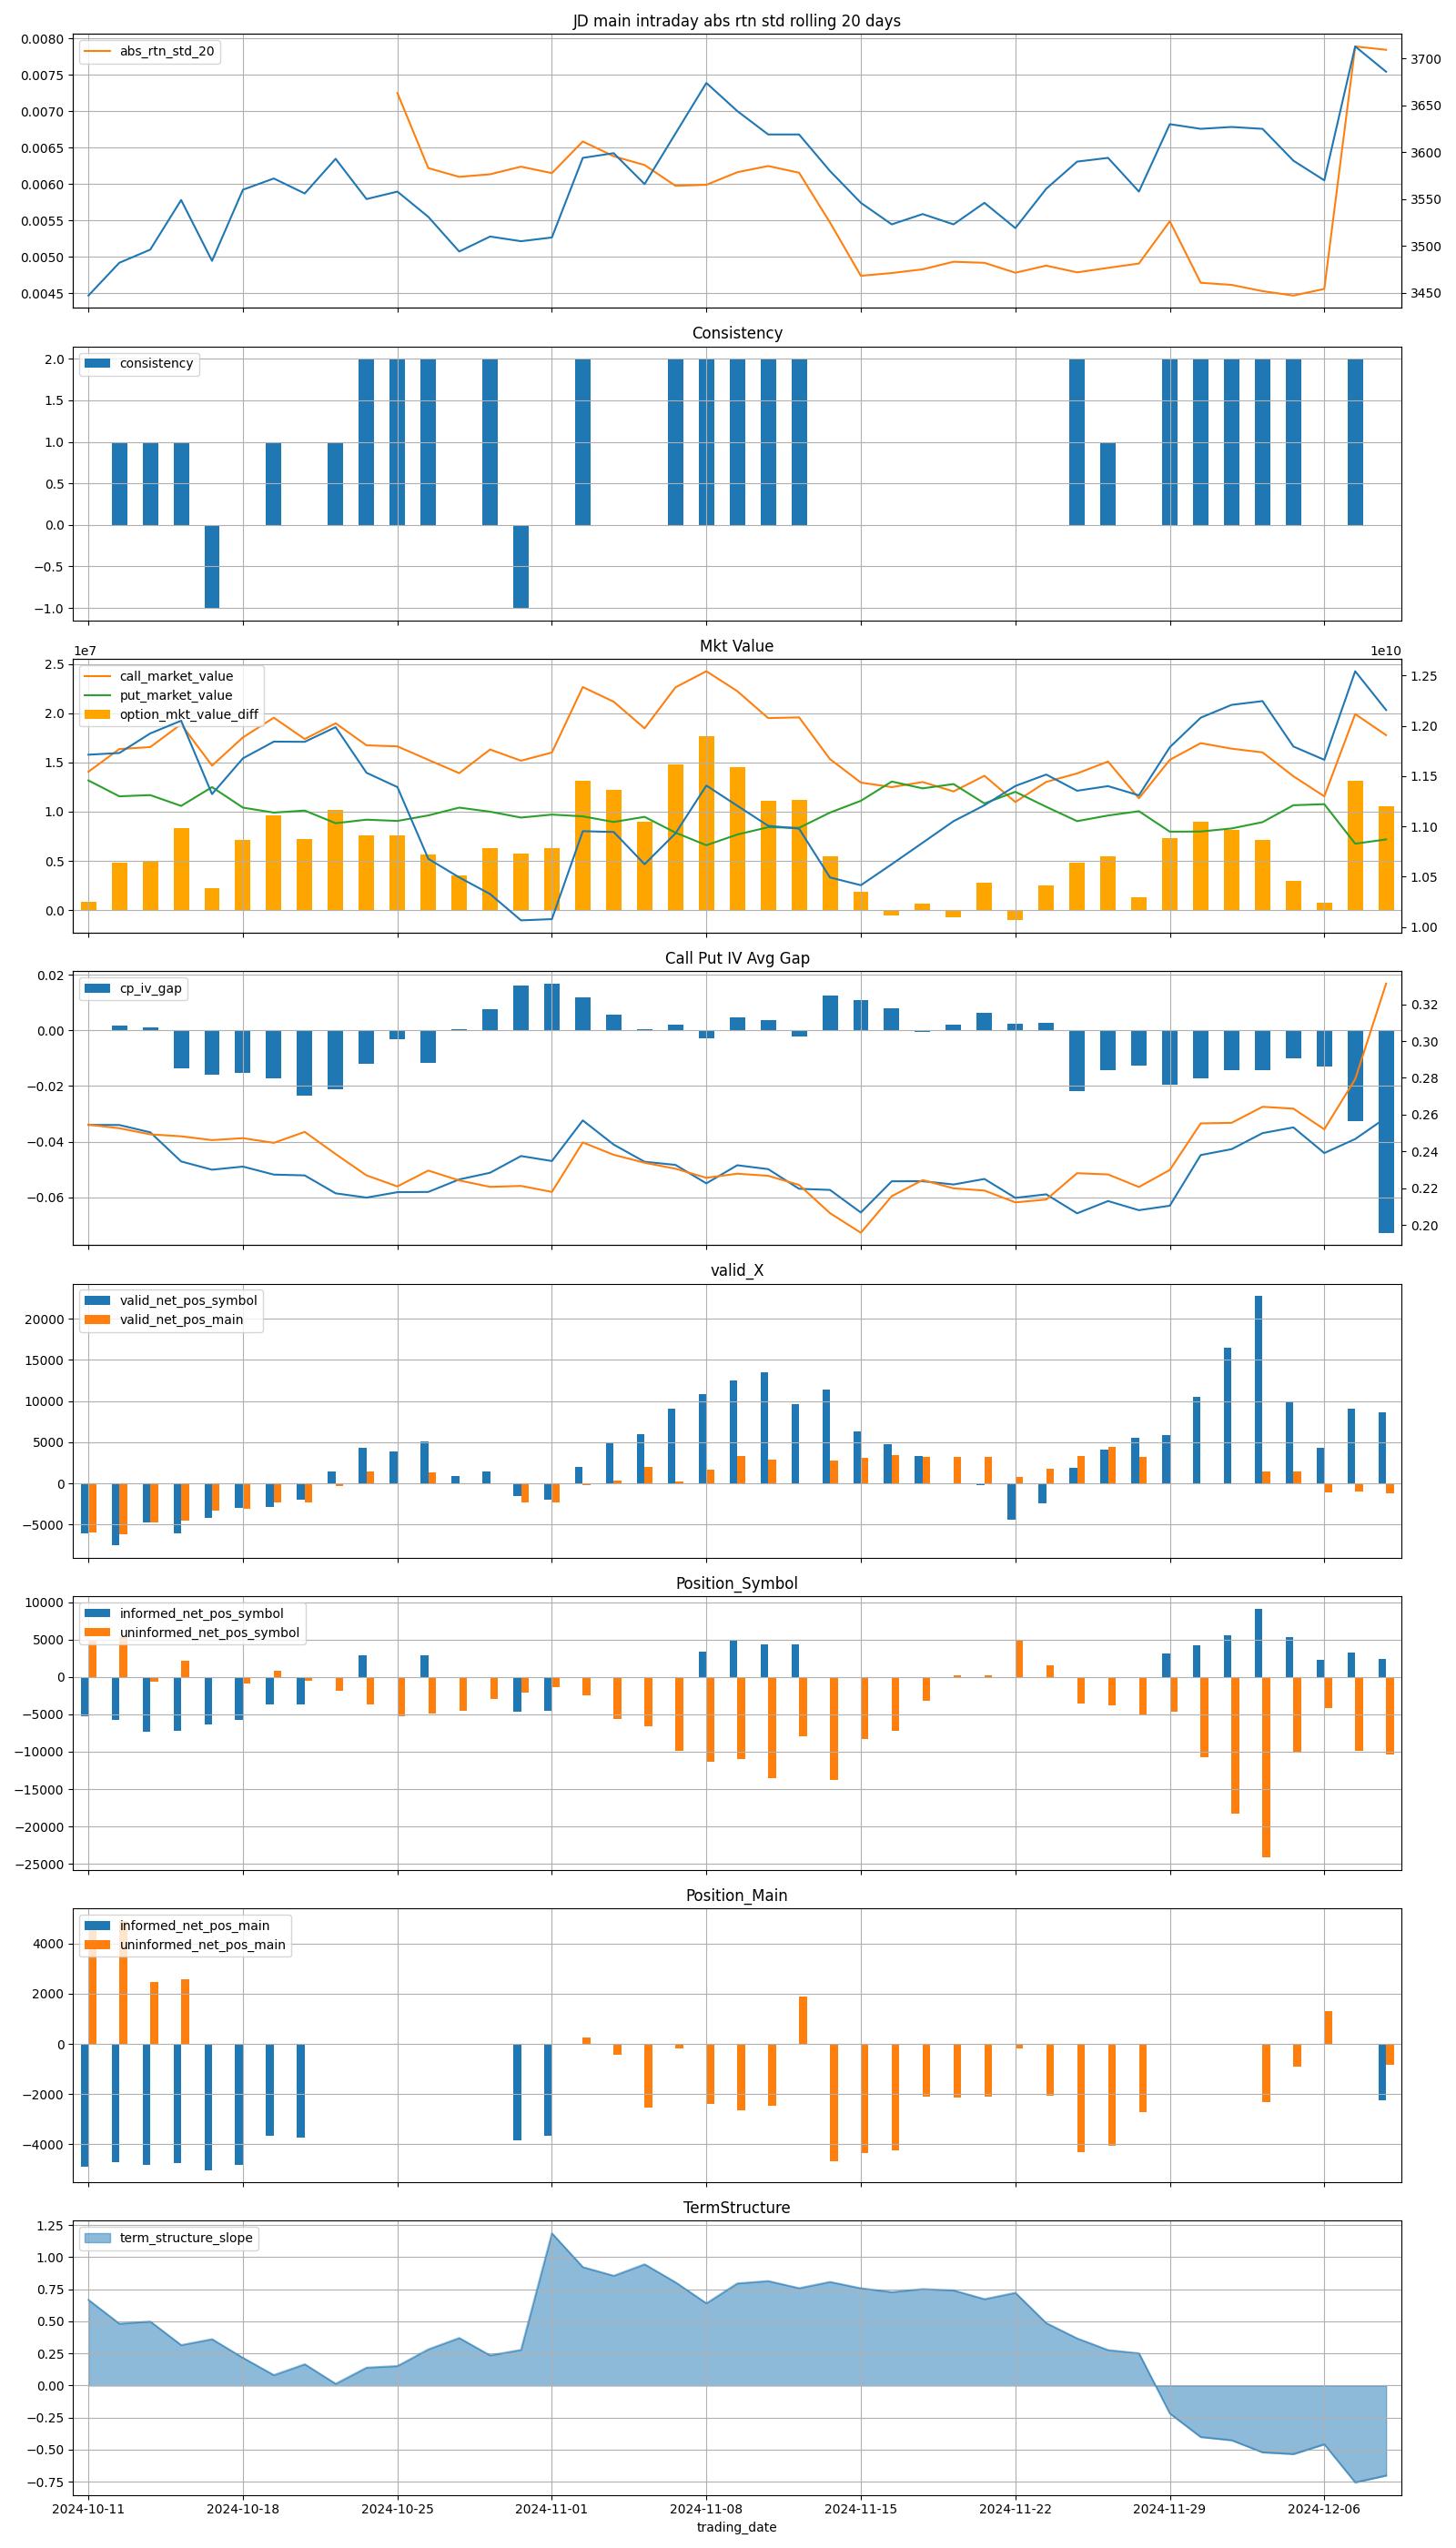 JD main intraday abs rtn std rolling 20 days
abs_rtn_std_20
0.0080
0.0075
0.0070
0.0065
0.0060
0.0055
0.0050
0.0045
3700
3650
3600
3550
3500
3450
Consistency
consistency
2.0
1.5
1.0
0.5
0.0
−0.5
−1.0
Mkt Value
1e7
1e10
call_market_value
put_market_value
option_mkt_value_diff
2.5
2.0
1.5
1.0
0.5
0.0
1.25
1.20
1.15
1.10
1.05
1.00
Call Put IV Avg Gap
cp_iv_gap
0.02
0.00
−0.02
−0.04
−0.06
0.32
0.30
0.28
0.26
0.24
0.22
0.20
valid_X
valid_net_pos_symbol
valid_net_pos_main
20000
15000
10000
5000
0
−5000
Position_Symbol
informed_net_pos_symbol
uninformed_net_pos_symbol
10000
5000
0
−5000
−10000
−15000
−20000
−25000
Position_Main
informed_net_pos_main
uninformed_net_pos_main
4000
2000
0
−2000
−4000
TermStructure
term_structure_slope
1.25
1.00
0.75
0.50
0.25
0.00
−0.25
−0.50
−0.75
2024-10-11 2024-10-18 2024-10-25 2024-11-01 2024-11-08 2024-11-15 2024-11-22 2024-11-29 2024-12-06
trading_date